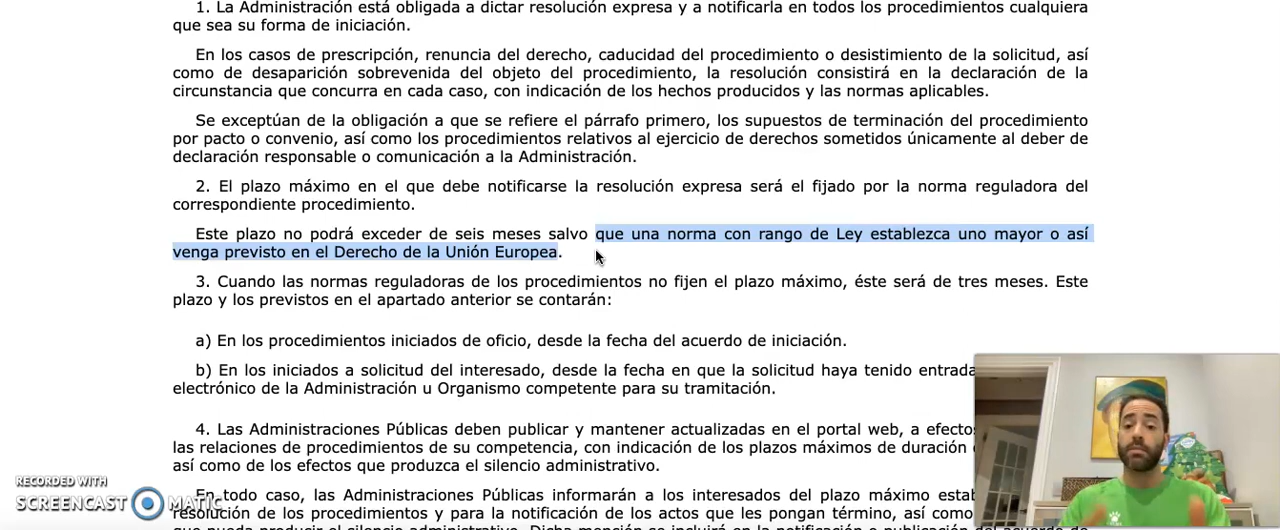 1. La Administración está obligada a dictar resolución expresa y a notificarla en todos los procedimientos cualquiera
que sea su forma de iniciación.
En los casos de prescripción, renuncia del derecho, caducidad del procedimiento o desistimiento de la solicitud, así
como de desaparición sobrevenida del objeto del procedimiento, la resolución consistirá en la declaración de la
circunstancia que concurra en cada caso, con indicación de los hechos producidos y las normas aplicables.
Se exceptúan de la obligación a que se refiere el párrafo primero, los supuestos de terminación del procedimiento
por pacto o convenio, así como los procedimientos relativos al ejercicio de derechos sometidos únicamente al deber de
declaración responsable o comunicación a la Administración.
2. El plazo máximo en el que debe notificarse la resolución expresa será el fijado por la norma reguladora del
correspondiente procedimiento.
Este plazo no podrá exceder de seis meses salvo que una norma con rango de Ley establezca uno mayor o así
venga previsto en el Derecho de la Unión Europea.
3. Cuando las normas reguladoras de los procedimientos no fijen el plazo máximo, éste será de tres meses. Este
plazo y los previstos en el apartado anterior se contarán:
a) En los procedimientos iniciados de oficio, desde la fecha del acuerdo de iniciación.
b) En los iniciados a solicitud del interesado, desde la fecha en que la solicitud haya tenido entrada
electrónico de la Administración u Organismo competente para su tramitación.
4. Las Administraciones Públicas deben publicar y mantener actualizadas en el portal web, a efectos
las relaciones de procedimientos de su competencia, con indicación de los plazos máximos de duración
así como de los efectos que produzca el silencio administrativo.
En todo caso, las Administraciones Públicas informarán a los interesados del plazo máximo
resolución de los procedimientos y para la notificación de los actos que les pongan término, así como
RECORDED WITH
SCREENCAST MATIC